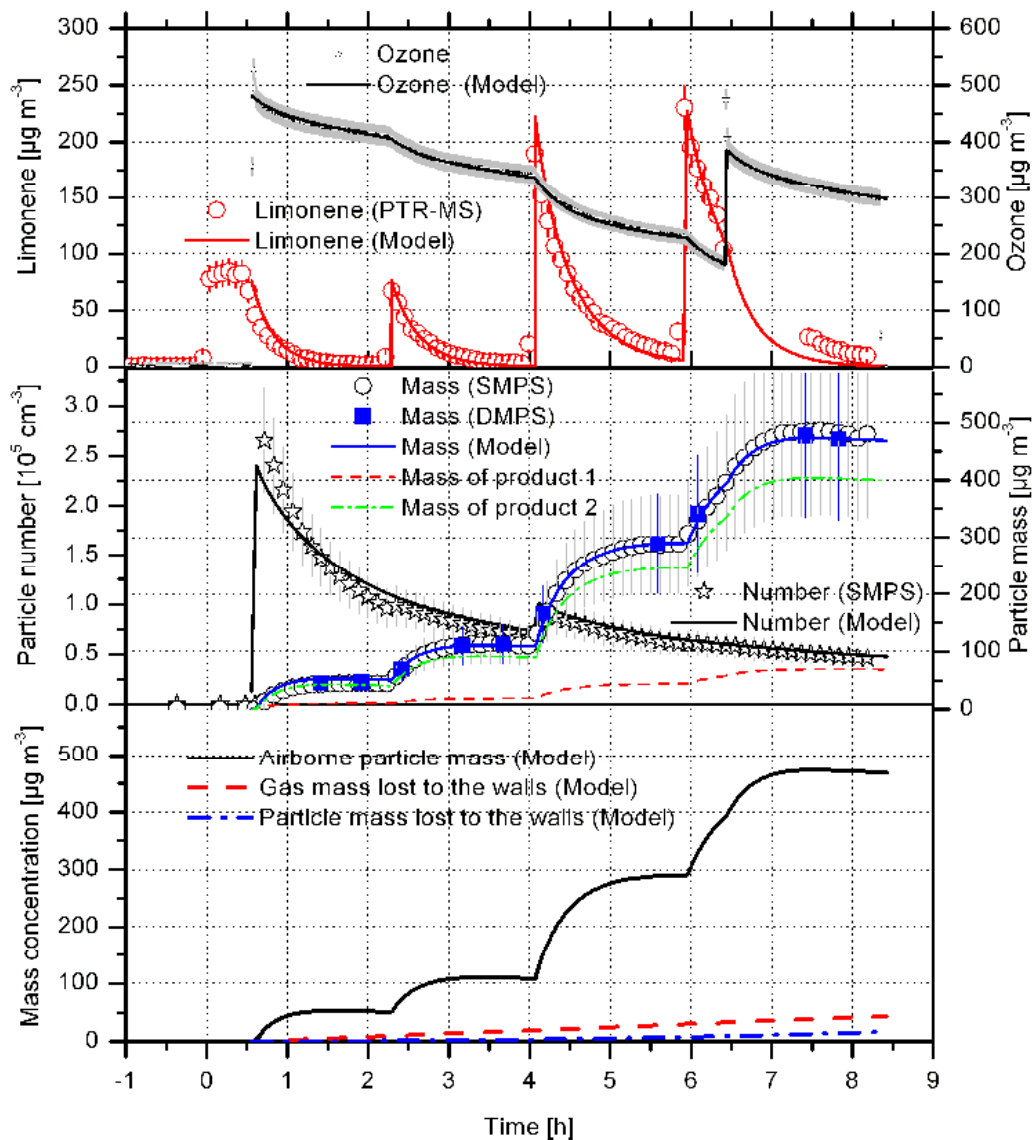 300
600
250
500
200
400
150
300
100
200
50
100
0
0
Limonene [µg m-3]
Ozone [µg m-3]
Ozone
Ozone (Model)
Limonene (PTR-MS)
Limonene (Model)
3.0
2.5
2.0
1.5
1.0
0.5
0.0
500
400
300
200
100
0
Particle number [10⁵ cm-3]
Particle mass [µg m-3]
Mass (SMPS)
Mass (DMPS)
Mass (Model)
Mass of product 1
Mass of product 2
Number (SMPS)
Number (Model)
500
400
300
200
100
0
Mass concentration [µg m-3]
Airborne particle mass (Model)
Gas mass lost to the walls (Model)
Particle mass lost to the walls (Model)
-1 0 1 2 3 4 5 6 7 8 9
Time [h]